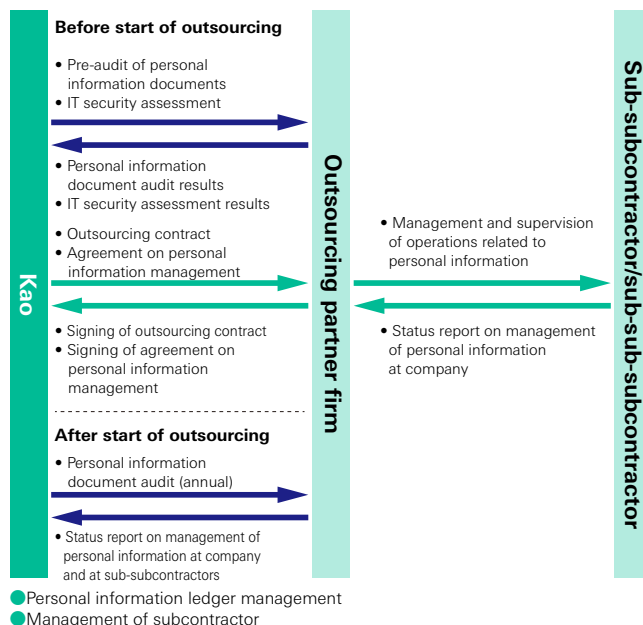 Before start of outsourcing
• Pre-audit of personal
information documents
• IT security assessment
• Personal information
document audit results
• IT security assessment results
• Outsourcing contract
• Agreement on personal
information management
• Signing of outsourcing contract
• Signing of agreement on
personal information
management
After start of outsourcing
• Personal information
document audit (annual)
• Status report on management of
personal information at company
and at sub-subcontractors
Kao
Outsourcing partner firm
• Management and supervision
of operations related to
personal information
• Status report on management
of personal information
at company
Sub-subcontractor/sub-sub-subcontractor
●Personal information ledger management
●Management of subcontractor